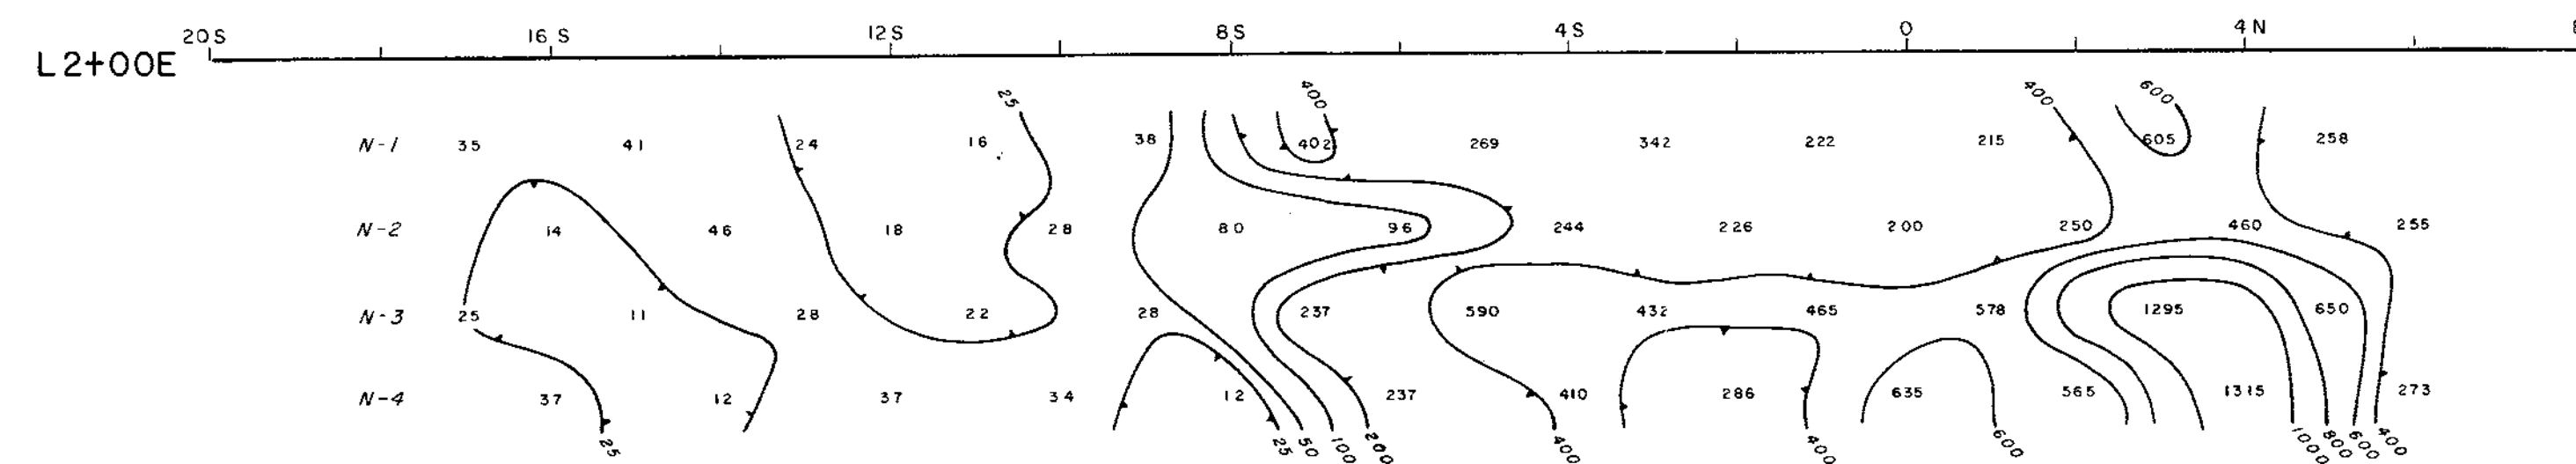 20S 16S 12S 8S 4S 0 4N 8
L2+00E
25 400 400 600
N-1 35 41 24 16 38 402 269 342 222 215 605 258
N-2 14 46 18 28 80 96 244 226 200 250 460 255
N-3 25 11 28 22 28 237 590 432 465 578 1295 650
N-4 37 12 37 34 12 237 410 286 635 565 1315 273
25 25 50 100 200 400 400 600 1000 800 600 400